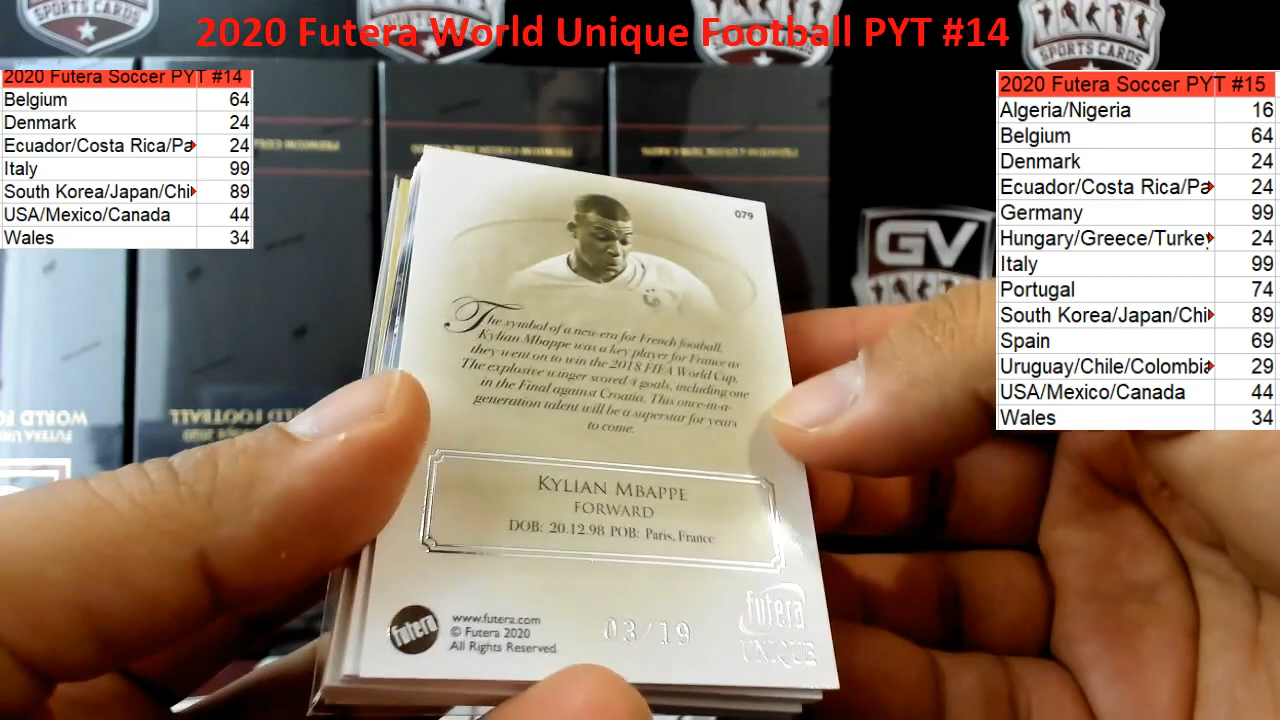 SPORTS CARDS
SPORTS CARDS
2020 Futera World Unique Football PYT #14
2020 Futera Soccer PYT #14
Belgium 64
Denmark 24
Ecuador/Costa Rica/Pa 24
Italy 99
South Korea/Japan/Chi 89
USA/Mexico/Canada 44
Wales 34
2020 Futera Soccer PYT #15
Algeria/Nigeria 16
Belgium 64
Denmark 24
Ecuador/Costa Rica/Pa 24
Germany 99
Hungary/Greece/Turkey 24
Italy 99
Portugal 74
South Korea/Japan/Chi 89
Spain 69
Uruguay/Chile/Colombia 29
USA/Mexico/Canada 44
Wales 34
GV
079
The symbol of a new era for French football,
Kylian Mbappe was a key player for France as
they went on to win the 2018 FIFA World Cup.
The explosive winger scored 4 goals, including one
in the Final against Croatia. This once-in-a-
generation talent will be a superstar for years
to come.
Kylian Mbappe
Forward
DOB: 20.12.98 POB: Paris, France
futera
www.futera.com
© Futera 2020
All Rights Reserved.
03/19
futera
UNIQUE